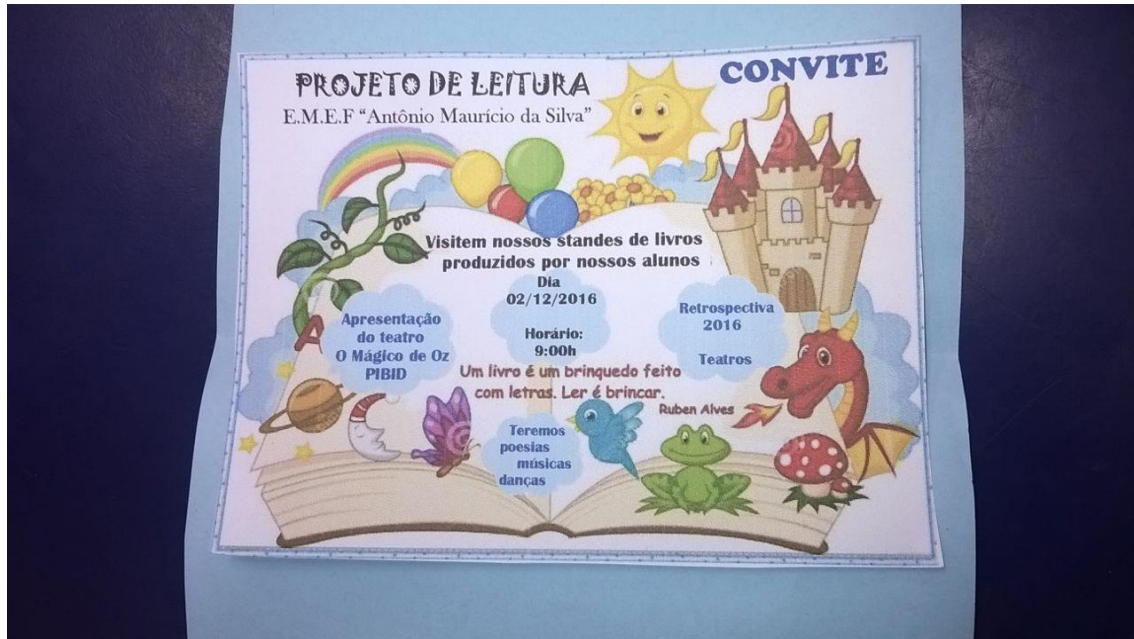 PROJETO DE LEITURA
CONVITE
E.M.E.F “Antônio Maurício da Silva”
Visitem nossos standes de livros
produzidos por nossos alunos
Dia
02/12/2016
Horário:
9:00h
Apresentação
do teatro
O Mágico de Oz
PIBID
Retrospectiva
2016
Teatros
Um livro é um brinquedo feito
com letras. Ler é brincar.
Ruben Alves
Teremos
poesias
músicas
danças
A